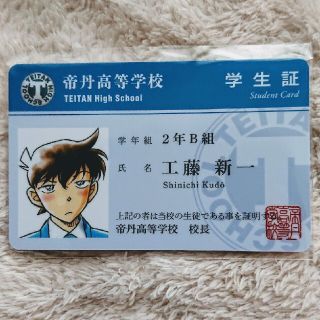 帝丹高等学校
TEITAN High School
学生証
Student Card
学年組 2年B組
氏名 工藤 新一
Shinichi Kudō
上記の者は当校の生徒である事を証明する
帝丹高等学校 校長